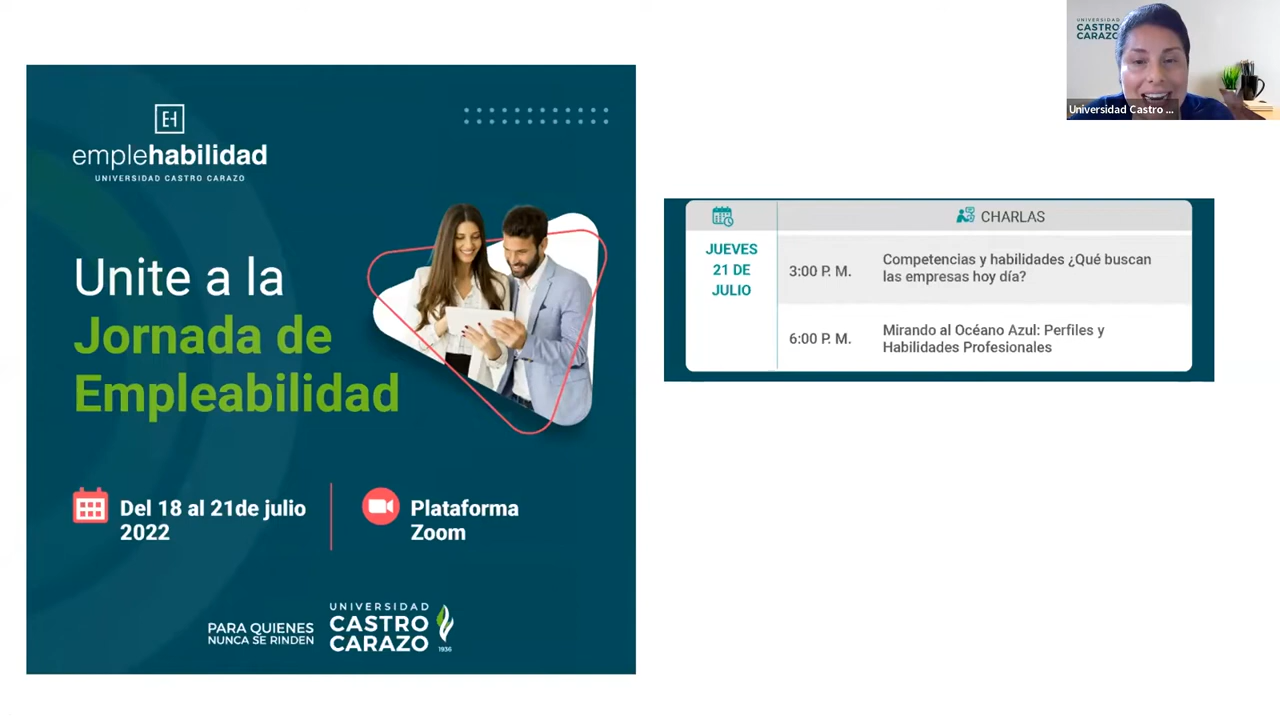 EH
emplehabilidad
UNIVERSIDAD CASTRO CARAZO
Unite a la
Jornada de
Empleabilidad
Del 18 al 21de julio
2022
Plataforma
Zoom
PARA QUIENES
NUNCA SE RINDEN
UNIVERSIDAD
CASTRO
CARAZO
1936
CHARLAS
JUEVES
21 DE
JULIO
3:00 P. M.
Competencias y habilidades ¿Qué buscan
las empresas hoy día?
6:00 P. M.
Mirando al Océano Azul: Perfiles y
Habilidades Profesionales
UNIVERSIDAD
CASTRO
CARAZO
Universidad Castro ...